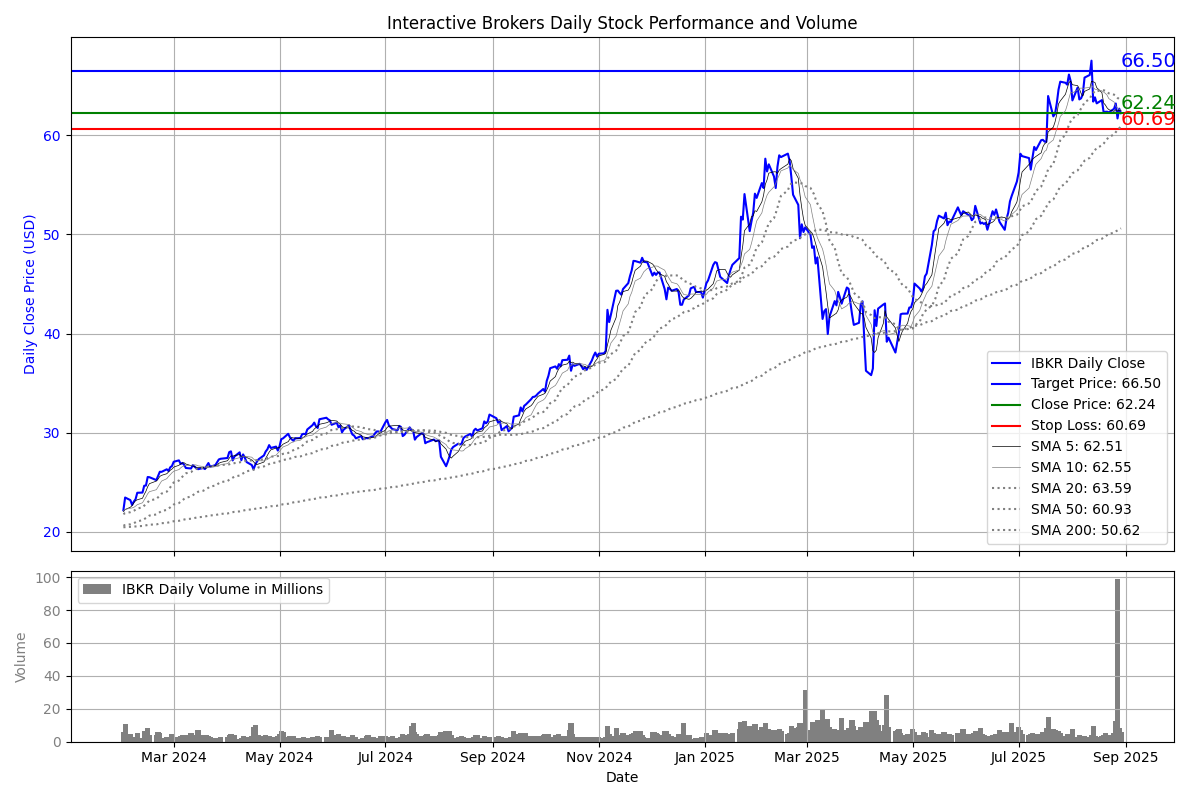 Interactive Brokers Daily Stock Performance and Volume
Daily Close Price (USD)
60
50
40
30
20
66.50
62.24
60.69
IBKR Daily Close
Target Price: 66.50
Close Price: 62.24
Stop Loss: 60.69
SMA 5: 62.51
SMA 10: 62.55
SMA 20: 63.59
SMA 50: 60.93
SMA 200: 50.62
Volume
100
80
60
40
20
0
IBKR Daily Volume in Millions
Mar 2024
May 2024
Jul 2024
Sep 2024
Nov 2024
Jan 2025
Mar 2025
May 2025
Jul 2025
Sep 2025
Date